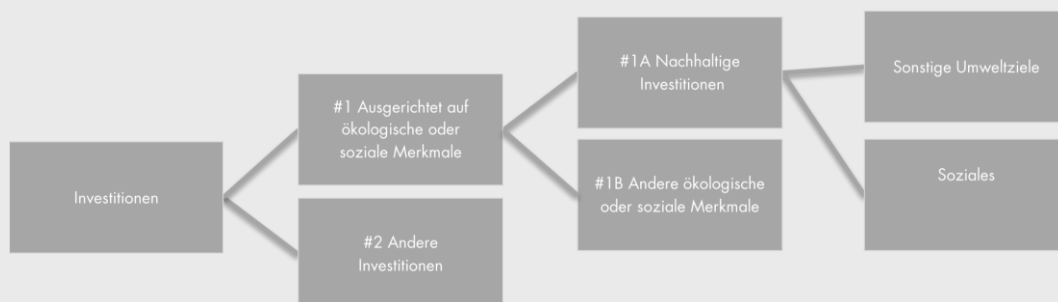 Investitionen
#1 Ausgerichtet auf
ökologische oder
soziale Merkmale
#2 Andere
Investitionen
#1A Nachhaltige
Investitionen
#1B Andere ökologische
oder soziale Merkmale
Sonstige Umweltziele
Soziales